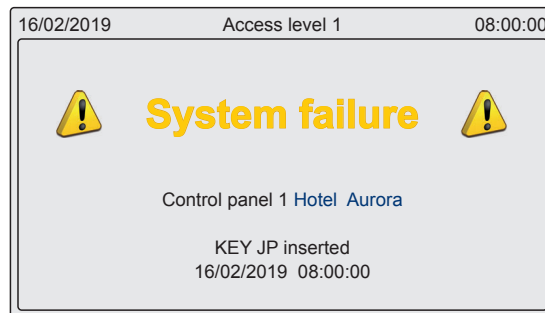 16/02/2019 Access level 1 08:00:00
System failure
Control panel 1 Hotel Aurora
KEY JP inserted
16/02/2019 08:00:00